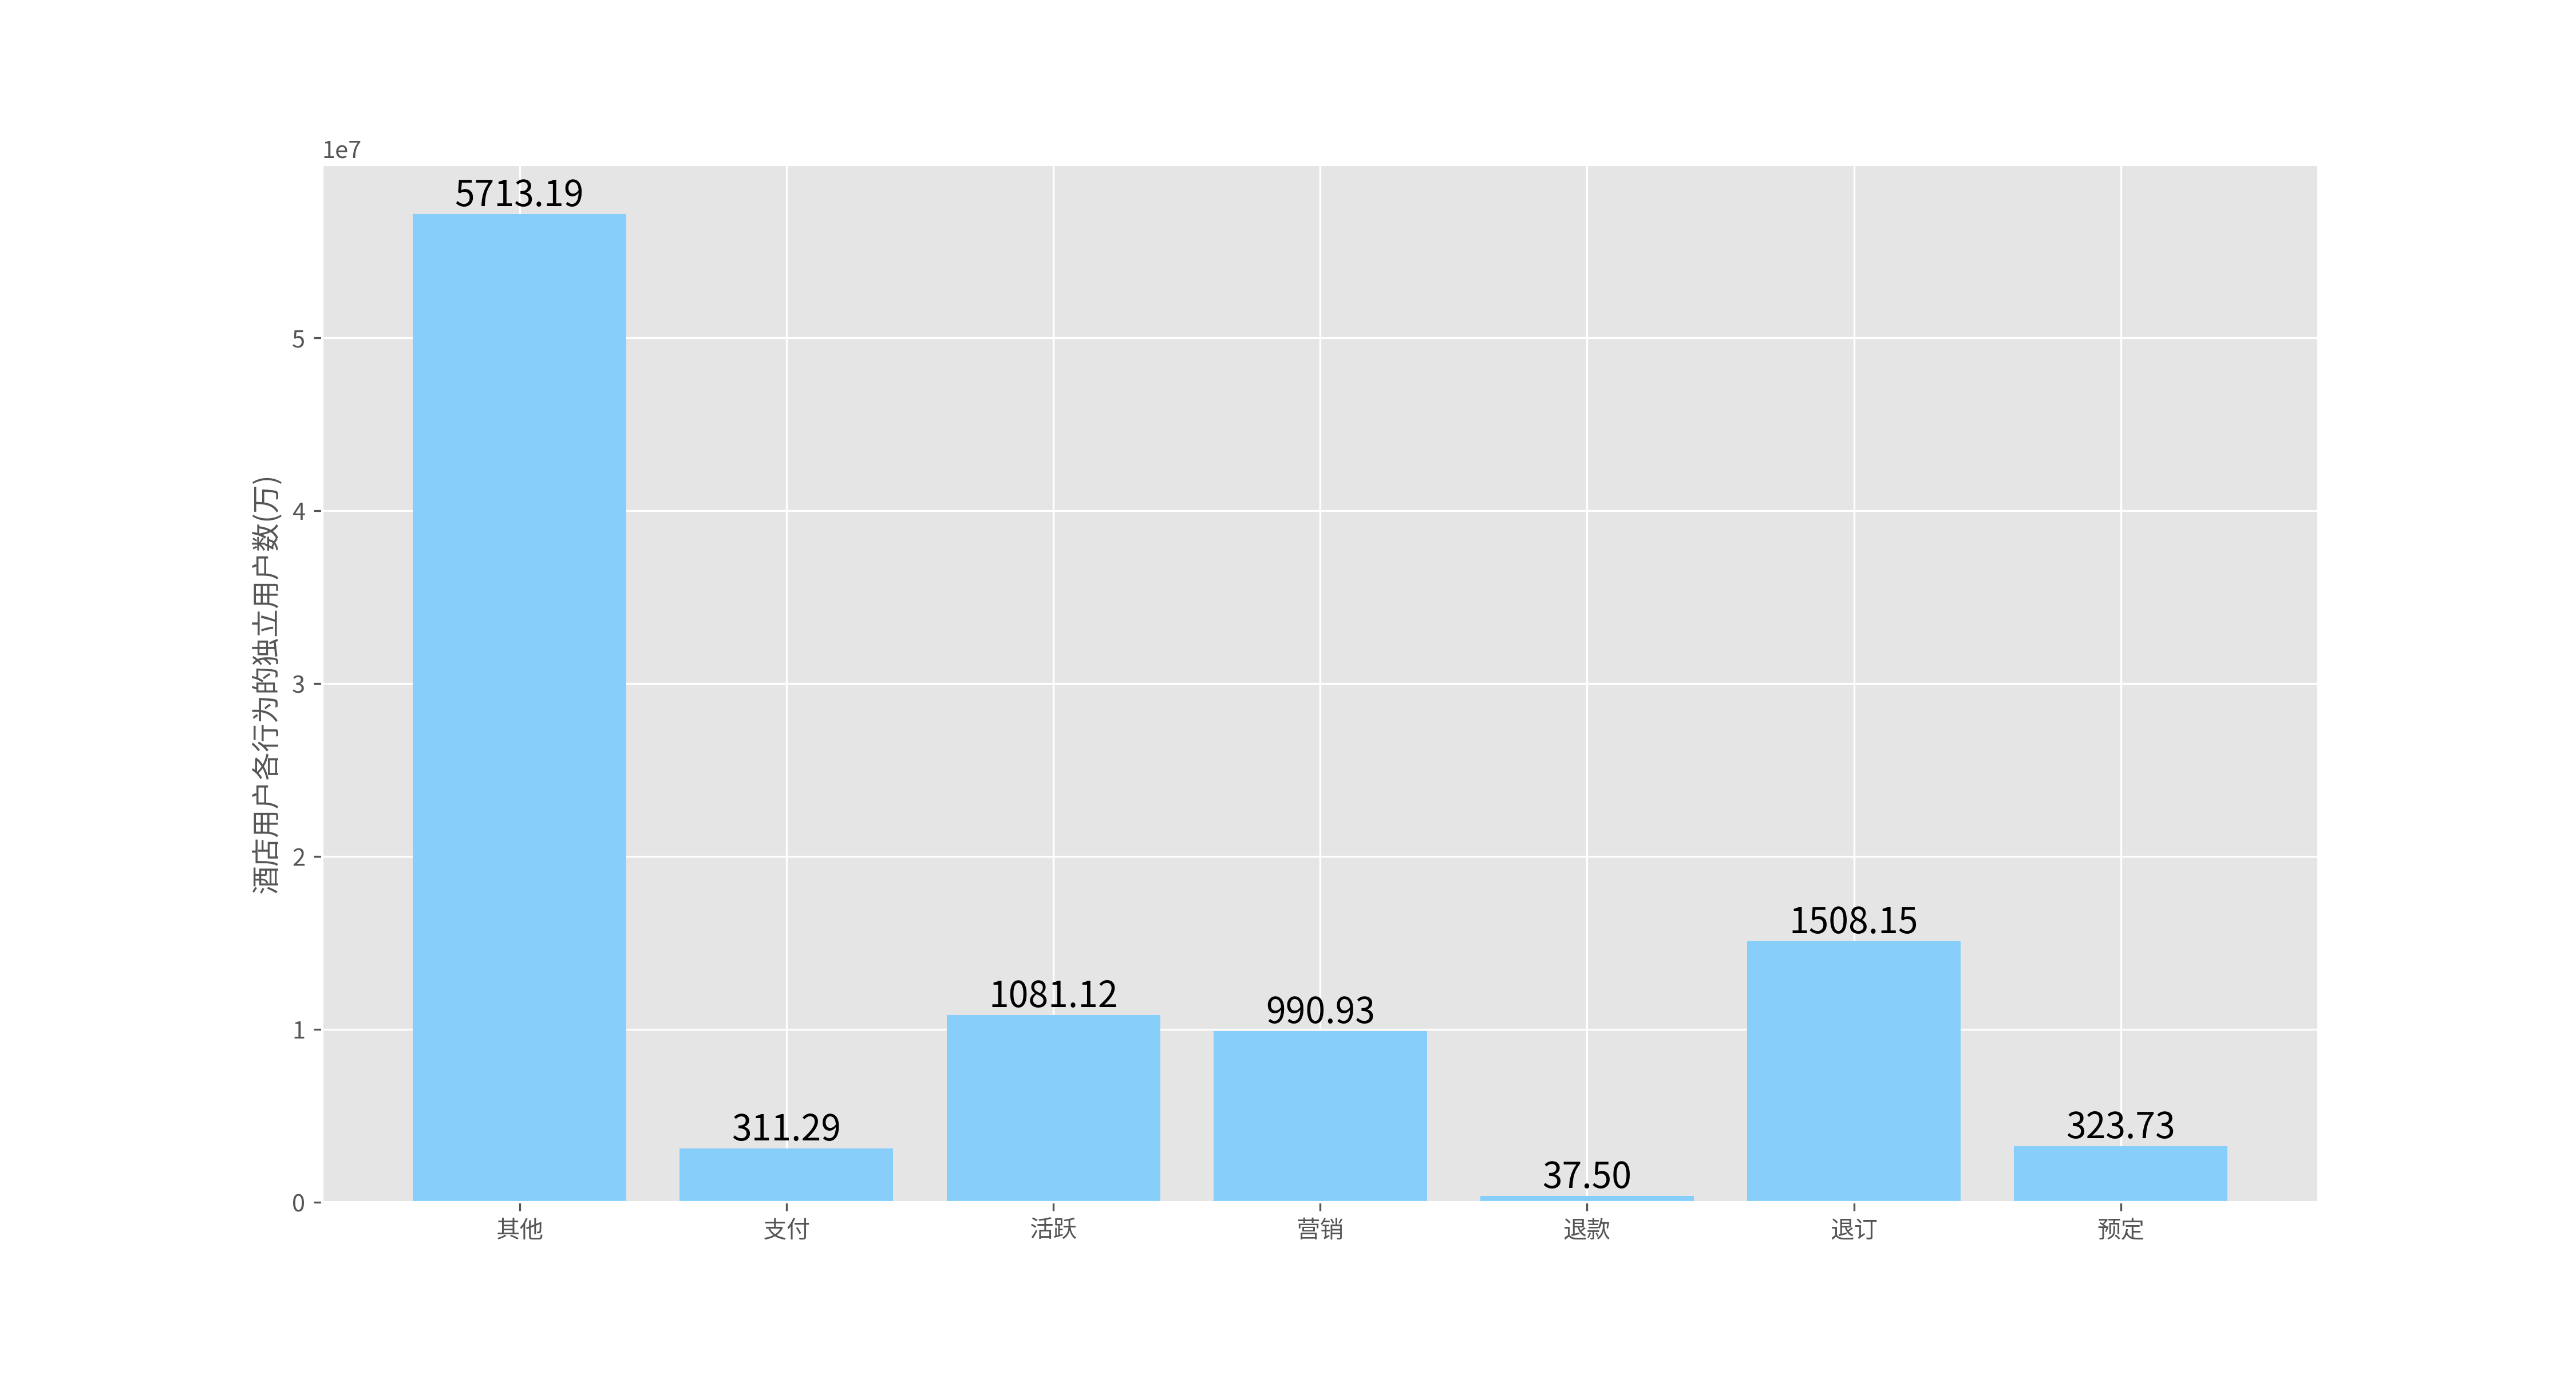 1e7
5713.19
5
4
3
2
1
0
酒店用户各行为的独立用户数(万)
311.29
1081.12
990.93
37.50
1508.15
323.73
其他
支付
活跃
营销
退款
退订
预定